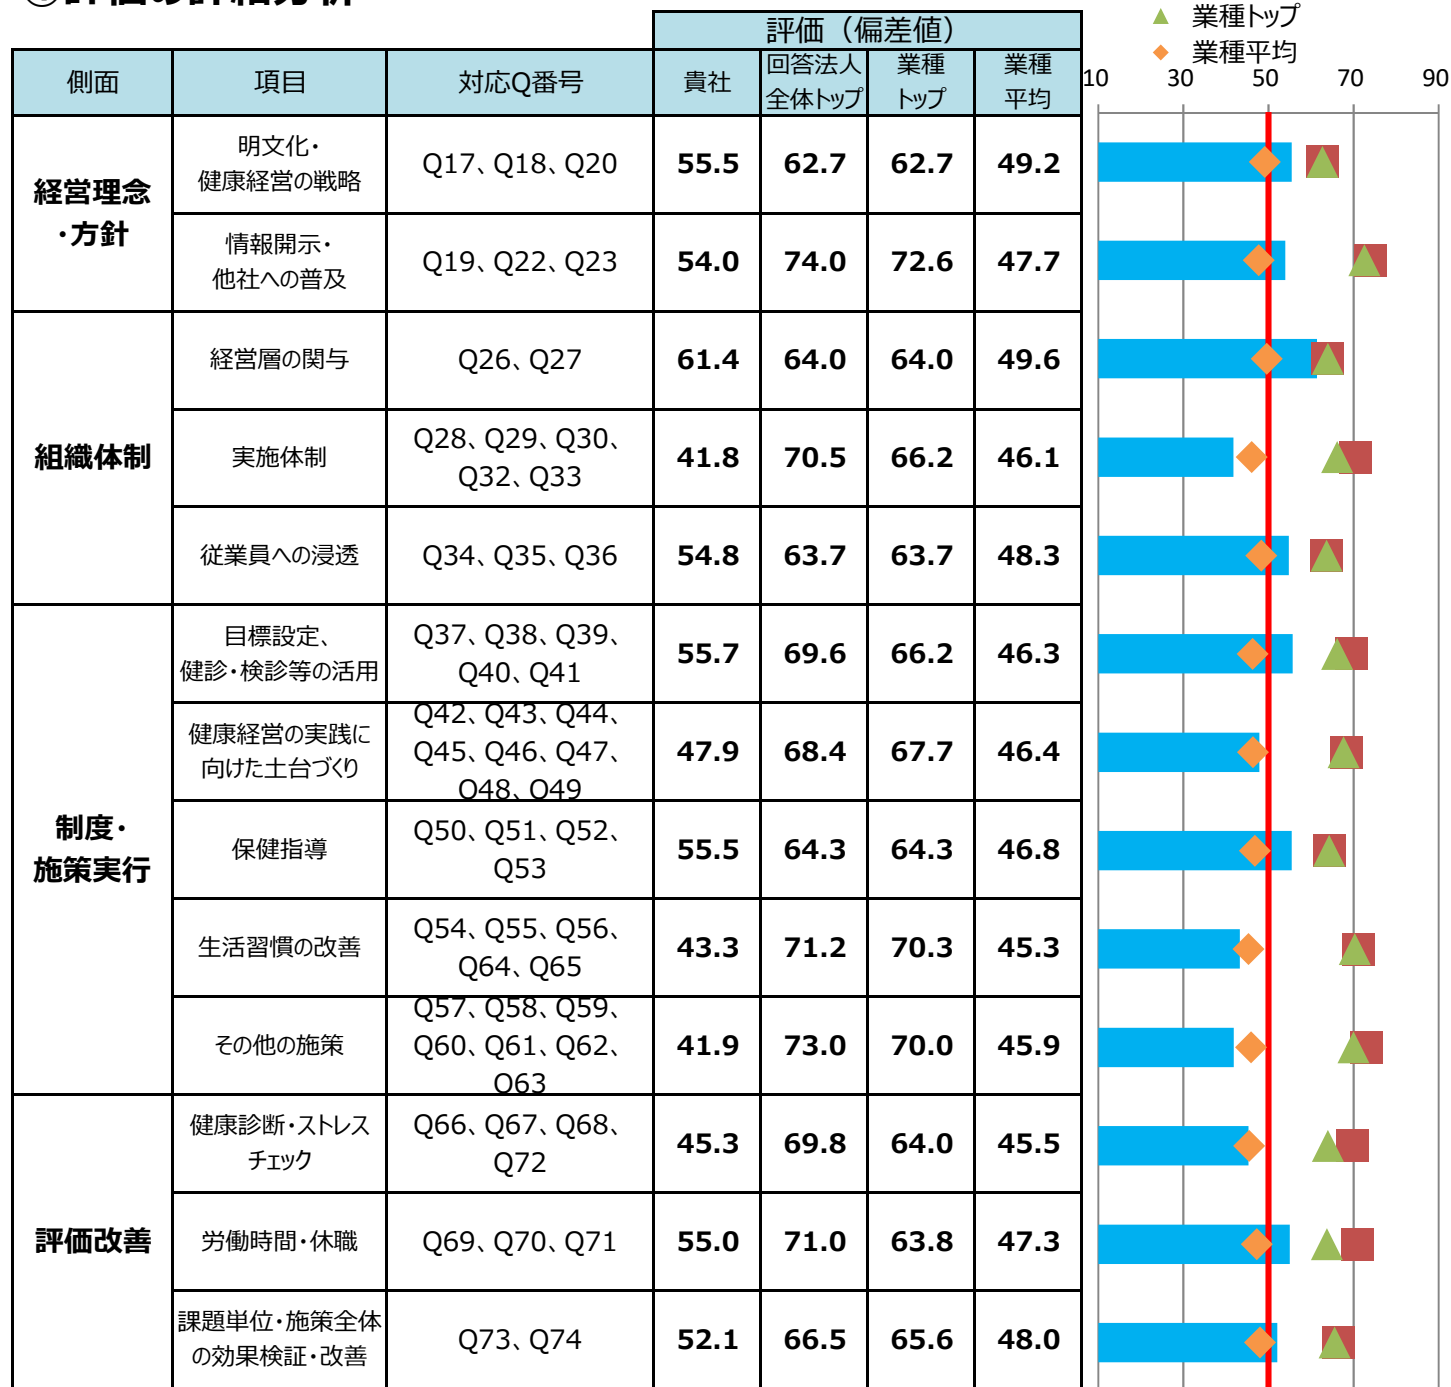 評価の詳細分析
業種トップ
業種平均
評価（偏差値）
側面 項目 対応Q番号 貴社 回答法人全体トップ 業種トップ 業種平均
10 30 50 70 90
経営理念・方針
明文化・健康経営の戦略 Q17、Q18、Q20 55.5 62.7 62.7 49.2
情報開示・他社への普及 Q19、Q22、Q23 54.0 74.0 72.6 47.7
組織体制
経営層の関与 Q26、Q27 61.4 64.0 64.0 49.6
実施体制 Q28、Q29、Q30、Q32、Q33 41.8 70.5 66.2 46.1
従業員への浸透 Q34、Q35、Q36 54.8 63.7 63.7 48.3
制度・施策実行
目標設定、健診・検診等の活用 Q37、Q38、Q39、Q40、Q41 55.7 69.6 66.2 46.3
健康経営の実践に向けた土台づくり Q42、Q43、Q44、Q45、Q46、Q47、Q48、Q49 47.9 68.4 67.7 46.4
保健指導 Q50、Q51、Q52、Q53 55.5 64.3 64.3 46.8
生活習慣の改善 Q54、Q55、Q56、Q64、Q65 43.3 71.2 70.3 45.3
その他の施策 Q57、Q58、Q59、Q60、Q61、Q62、Q63 41.9 73.0 70.0 45.9
評価改善
健康診断・ストレスチェック Q66、Q67、Q68、Q72 45.3 69.8 64.0 45.5
労働時間・休職 Q69、Q70、Q71 55.0 71.0 63.8 47.3
課題単位・施策全体の効果検証・改善 Q73、Q74 52.1 66.5 65.6 48.0